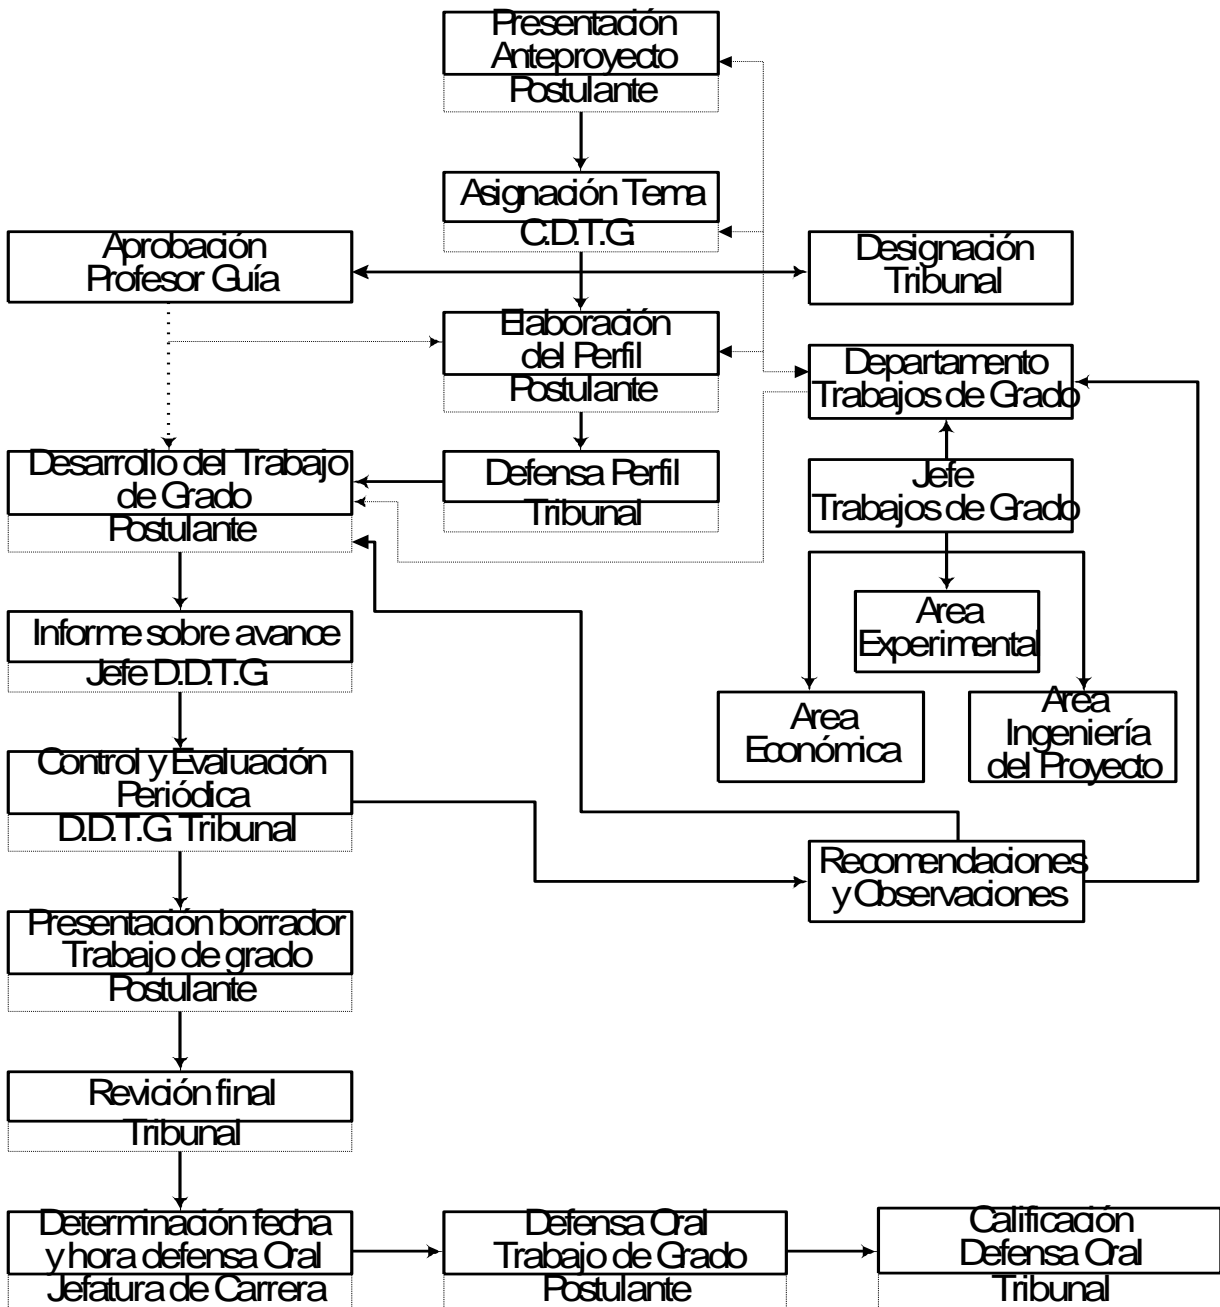 Presentación
Anteproyecto
Postulante
Asignación Tema
C.D.T.G.
Aprobación
Profesor Guía
Designación
Tribunal
Elaboración
del Perfil
Postulante
Departamento
Trabajos de Grado
Desarrollo del Trabajo
de Grado
Postulante
Defensa Perfil
Tribunal
Jefe
Trabajos de Grado
Informe sobre avance
Jefe D.D.T.G.
Area
Experimental
Area
Económica
Area
Ingeniería
del Proyecto
Control y Evaluación
Periódica
D.D.T.G. Tribunal
Recomendaciones
y Observaciones
Presentación borrador
Trabajo de grado
Postulante
Revición final
Tribunal
Determinación fecha
y hora defensa Oral
Jefatura de Carrera
Defensa Oral
Trabajo de Grado
Postulante
Calificación
Defensa Oral
Tribunal